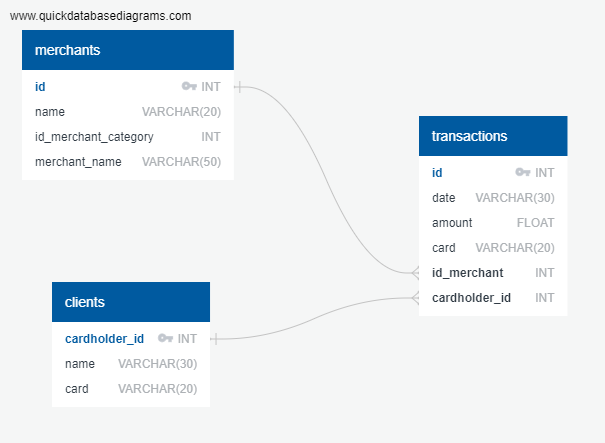 www.quickdatabasediagrams.com
merchants
id INT
name VARCHAR(20)
id_merchant_category INT
merchant_name VARCHAR(50)
transactions
id INT
date VARCHAR(30)
amount FLOAT
card VARCHAR(20)
id_merchant INT
cardholder_id INT
clients
cardholder_id INT
name VARCHAR(30)
card VARCHAR(20)